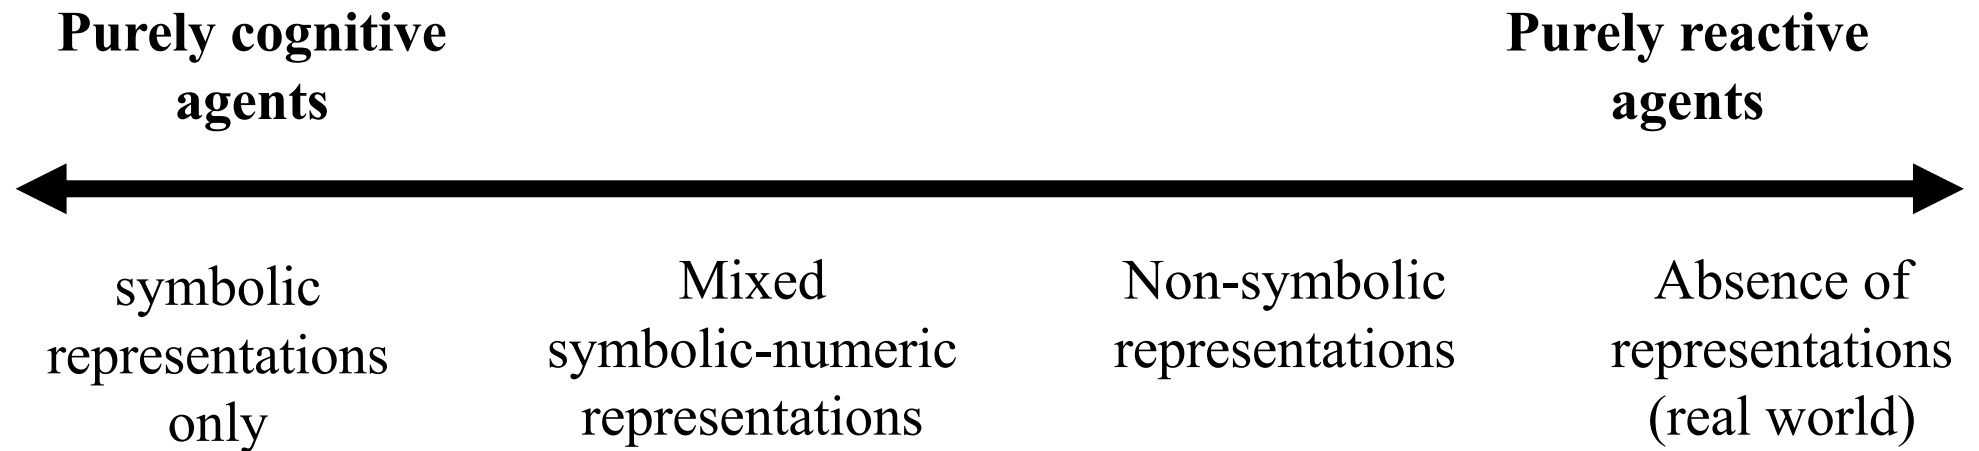 Purely cognitive
agents
Purely reactive
agents
symbolic
representations
only
Mixed
symbolic-numeric
representations
Non-symbolic
representations
Absence of
representations
(real world)